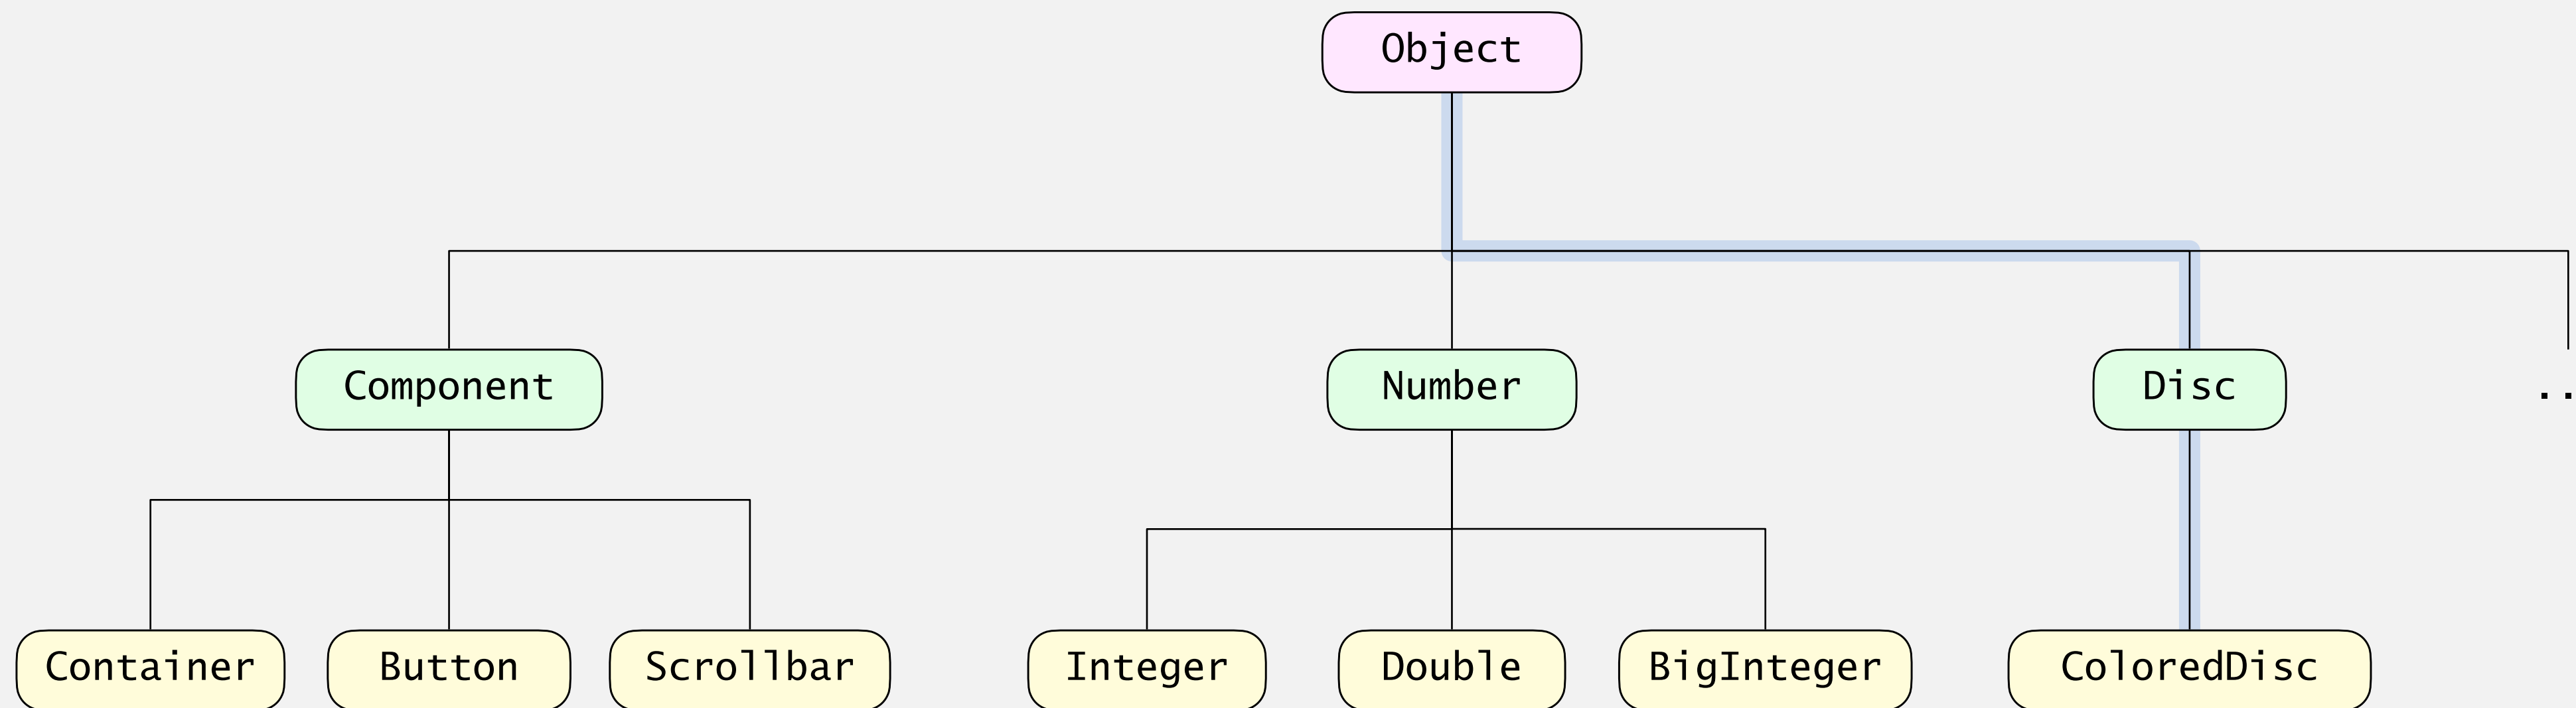 Object
Component Number Disc ..
Container Button Scrollbar Integer Double BigInteger ColoredDisc